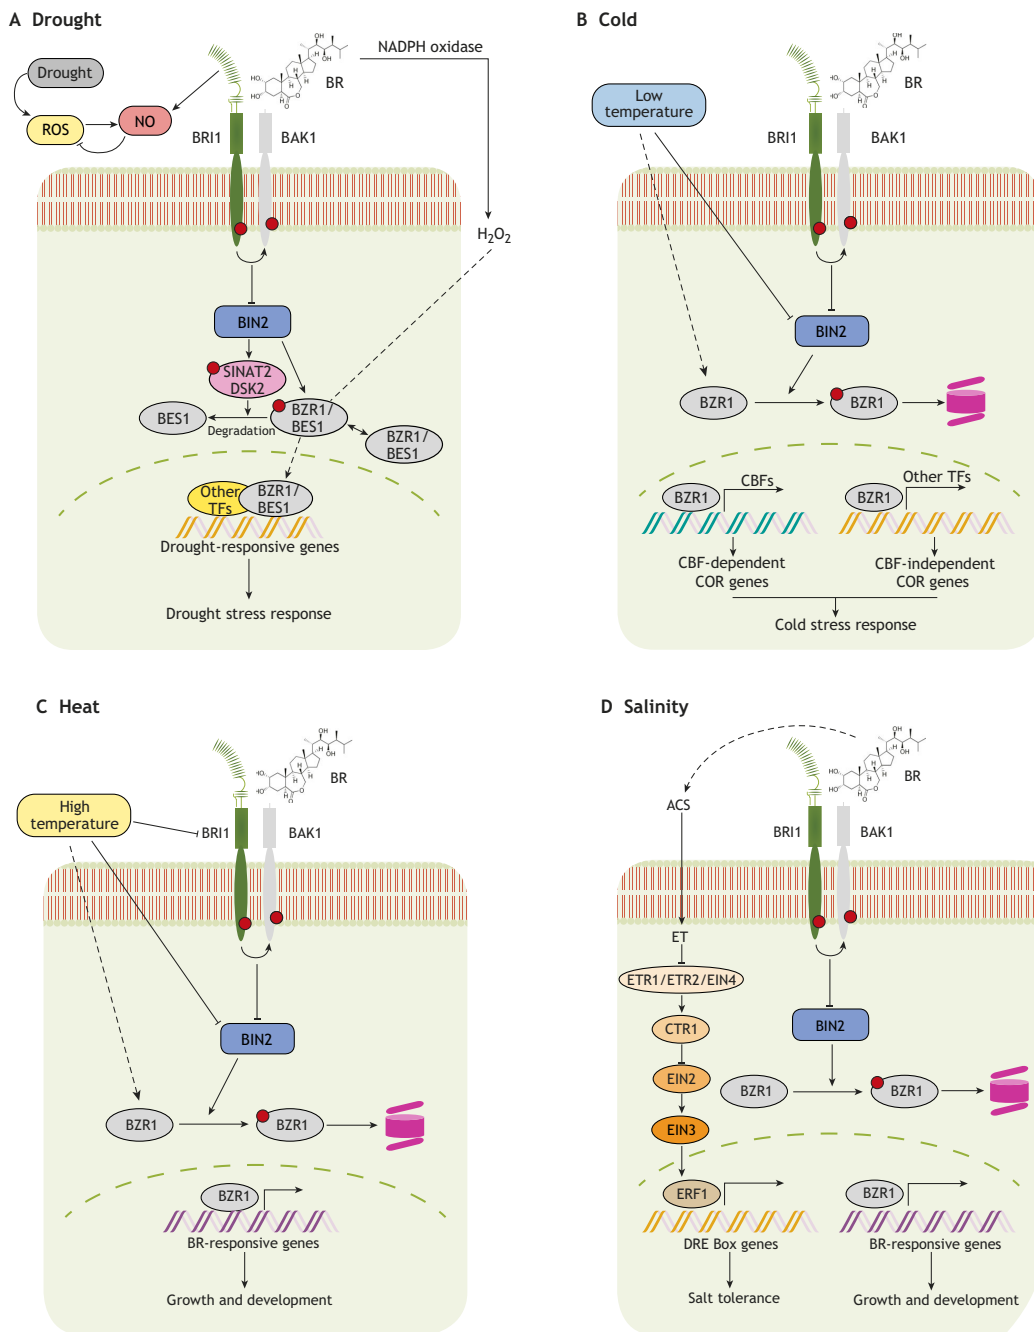 A Drought
NADPH oxidase
BR
Drought
ROS
NO
BRI1
BAK1
H2O2
BIN2
SINAT2
DSK2
BES1
Degradation
BZR1/
BES1
BZR1/
BES1
Other
TFs
BZR1/
BES1
Drought-responsive genes
Drought stress response
B Cold
BR
Low
temperature
BRI1
BAK1
BIN2
BZR1
BZR1
BZR1
CBFs
BZR1
Other TFs
CBF-dependent
COR genes
CBF-independent
COR genes
Cold stress response
C Heat
BR
High
temperature
BRI1
BAK1
BIN2
BZR1
BZR1
BZR1
BR-responsive genes
Growth and development
D Salinity
BR
ACS
BRI1
BAK1
ET
ETR1/ETR2/EIN4
CTR1
BIN2
EIN2
BZR1
BZR1
EIN3
ERF1
BZR1
DRE Box genes
BR-responsive genes
Salt tolerance
Growth and development